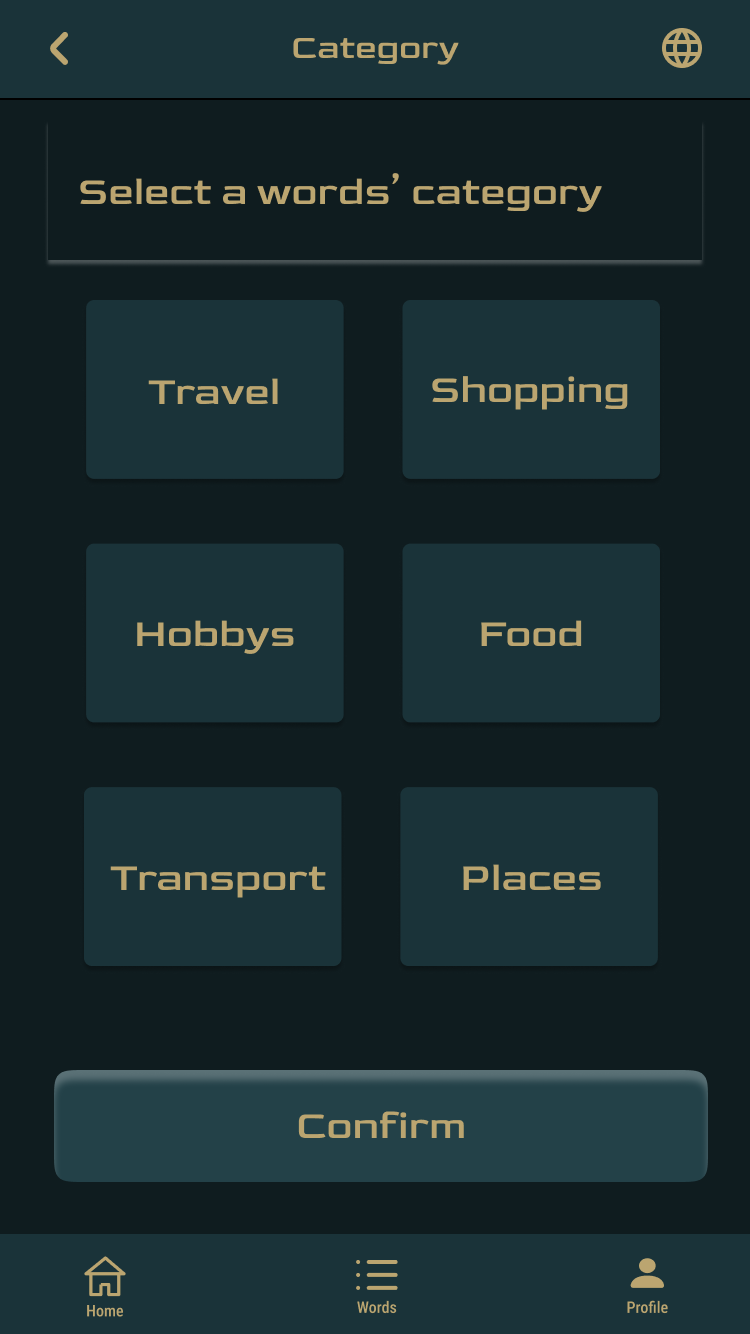 Category
Select a words’ category
Travel
Shopping
Hobbys
Food
Transport
Places
Confirm
Home
Words
Profile